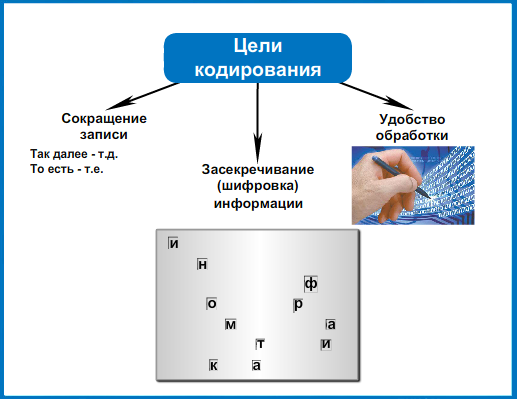 Цели
кодирования
Сокращение
записи
Так далее - т.д.
То есть - т.е.
Засекречивание
(шифровка)
информации
Удобство
обработки
и
н
ф
о
р
м
а
т
и
к
а